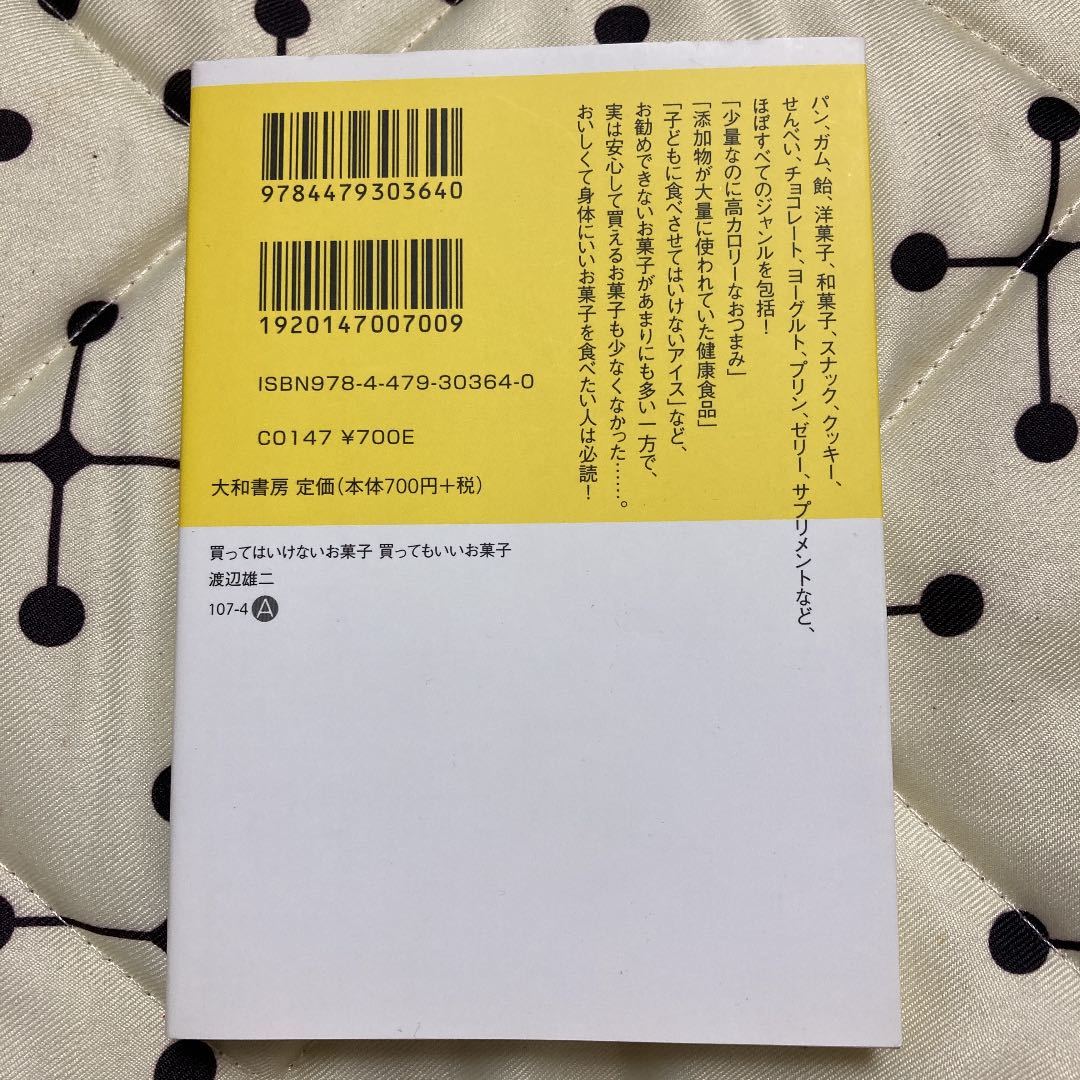 パン、ガム、飴、洋菓子、和菓子、スナック、クッキー、
せんべい、チョコレート、ヨーグルト、プリン、ゼリー、サプリメントなど、
ほぼすべてのジャンルを包括！
「少量なのに高カロリーなおつまみ」
「添加物が大量に使われていた健康食品」
「子どもに食べさせてはいけないアイス」など、
お勧めできないお菓子があまりにも多い一方で、
実は安心して買えるお菓子も少なくなかった……。
おいしくて身体にいいお菓子を食べたい人は必読！
9784479303640
1920147007009
ISBN978-4-479-30364-0
C0147 ¥700E
大和書房 定価(本体700円+税)
買ってはいけないお菓子 買ってもいいお菓子
渡辺雄二
107-4 A